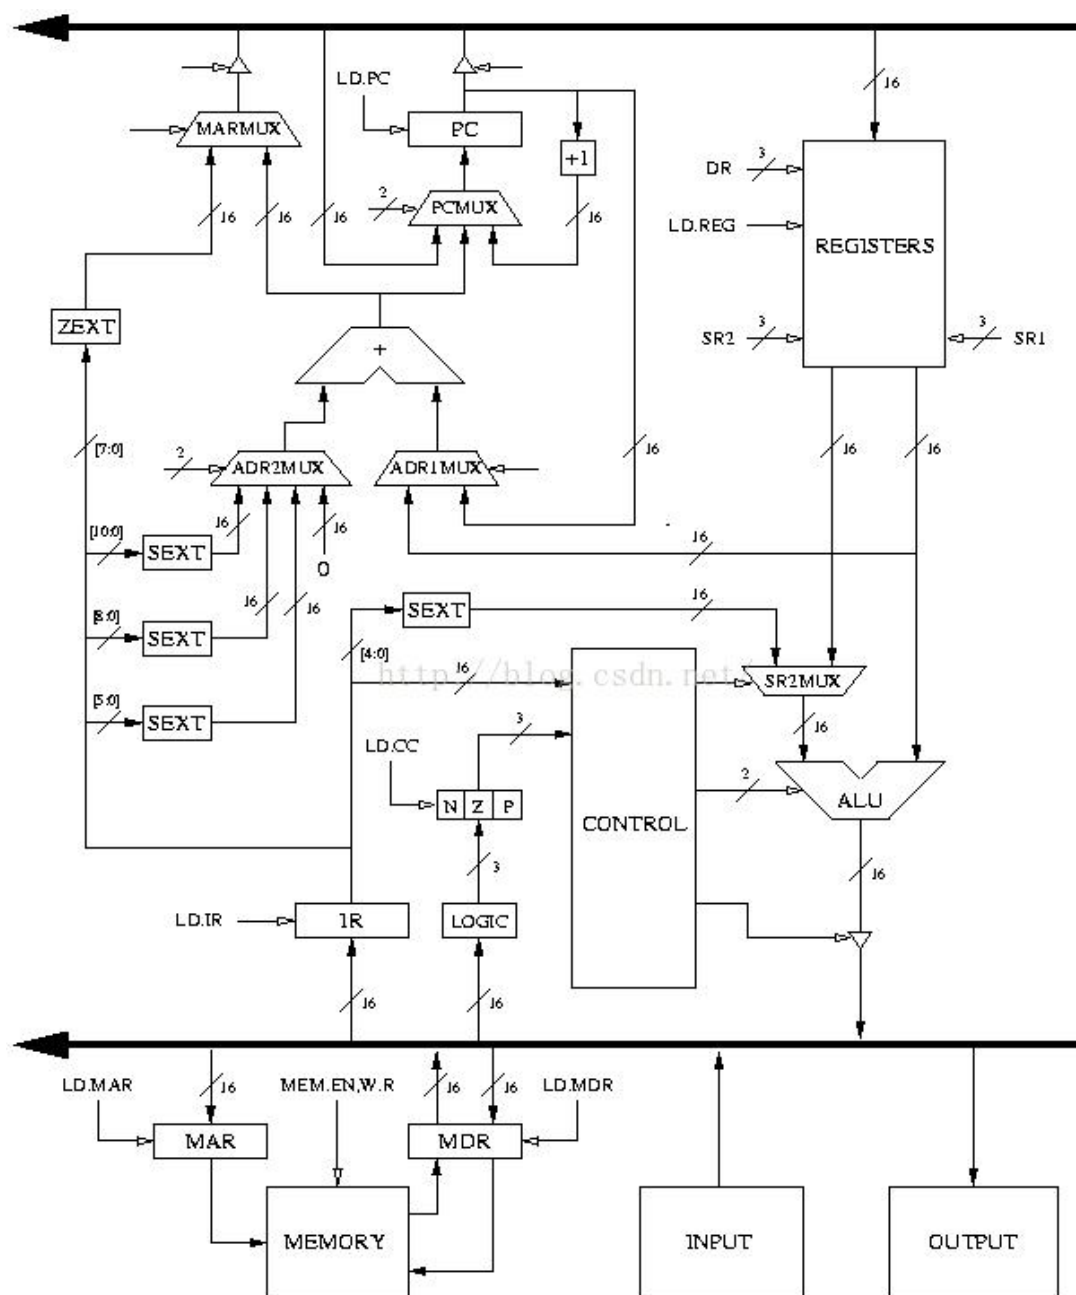 16
LD.PC
MARMUX
PC
+1
3
DR
2
16
16
16
PCMUX
16
LD.REG
REGISTERS
ZEXT
+
3
SR2
3
SR1
[7:0]
2
ADR2MUX
ADR1MUX
16
16
16
[10:0]
SEXT
16
16
0
16
[8:0]
SEXT
16
16
SEXT
16
[4:0]
http://blog.csdn.net/
16
SR2MUX
[5:0]
SEXT
3
16
LD.CC
N Z P
2
ALU
CONTROL
3
16
LD.IR
IR
LOGIC
16
16
LD.MAR
16
MEM.EN,W.R
16
16
LD.MDR
MAR
MDR
MEMORY
INPUT
OUTPUT